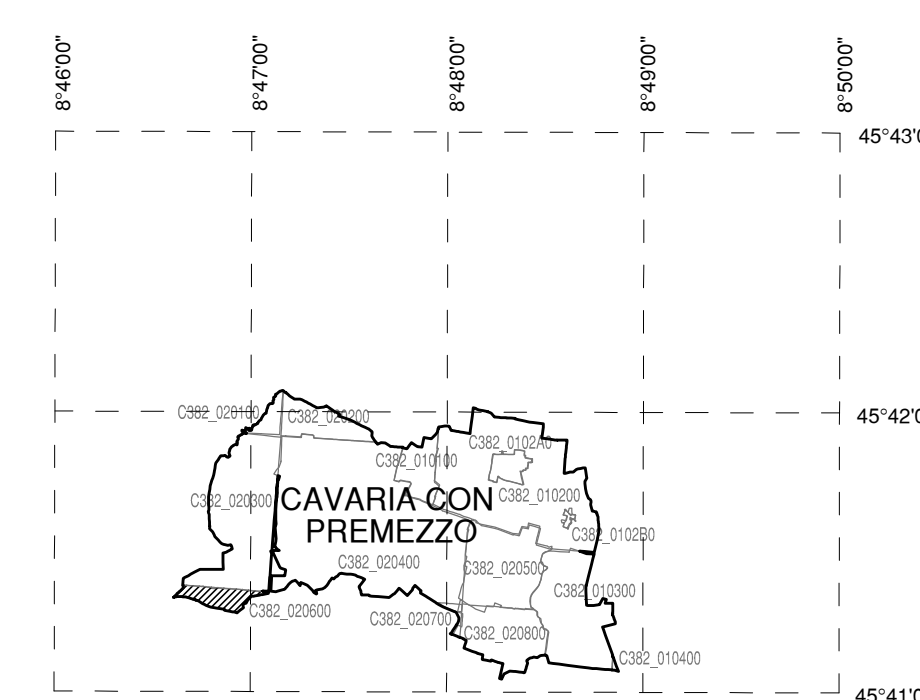 8°46'00"
8°47'00"
8°48'00"
8°49'00"
8°50'00"
45°43'0
45°42'0
C382_020100
C382_020200
C382_0102A0
C382_010100
C382_020300
C382_010200
CAVARIA CON
PREMEZZO
C382_0102B0
C382_020400
C382_020500
C382_010300
C382_020600
C382_020700
C382_020800
C382_010400
45°41'0